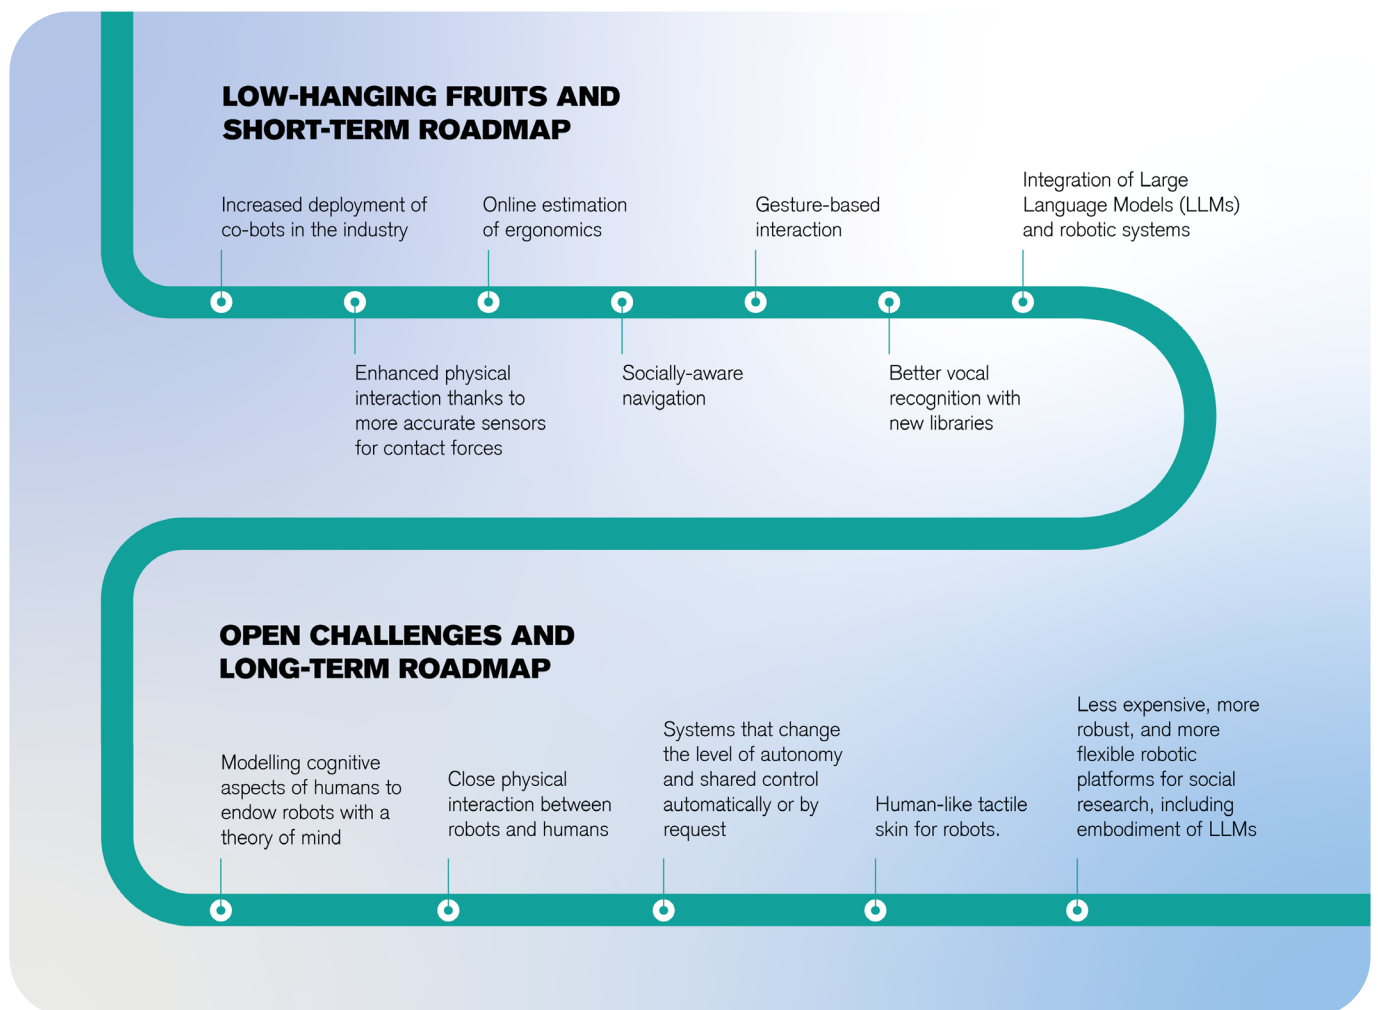 LOW-HANGING FRUITS AND
SHORT-TERM ROADMAP
Increased deployment of
co-bots in the industry
Enhanced physical
interaction thanks to
more accurate sensors
for contact forces
Online estimation
of ergonomics
Socially-aware
navigation
Gesture-based
interaction
Better vocal
recognition with
new libraries
Integration of Large
Language Models (LLMs)
and robotic systems
OPEN CHALLENGES AND
LONG-TERM ROADMAP
Modelling cognitive
aspects of humans to
endow robots with a
theory of mind
Close physical
interaction between
robots and humans
Systems that change
the level of autonomy
and shared control
automatically or by
request
Human-like tactile
skin for robots.
Less expensive, more
robust, and more
flexible robotic
platforms for social
research, including
embodiment of LLMs